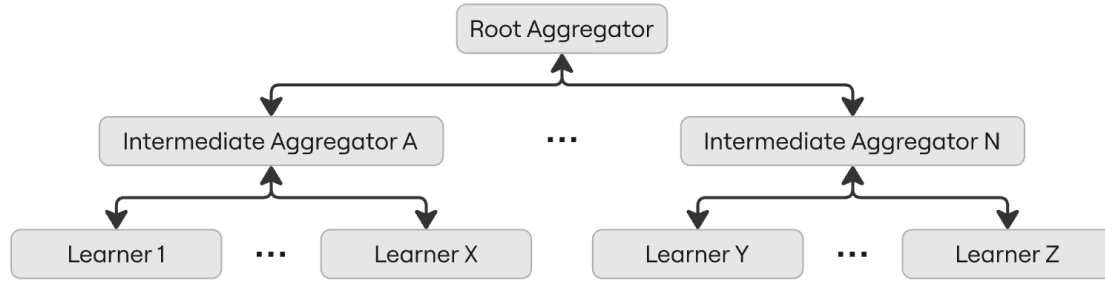 Root Aggregator
Intermediate Aggregator A ... Intermediate Aggregator N
Learner 1 ... Learner X Learner Y ... Learner Z